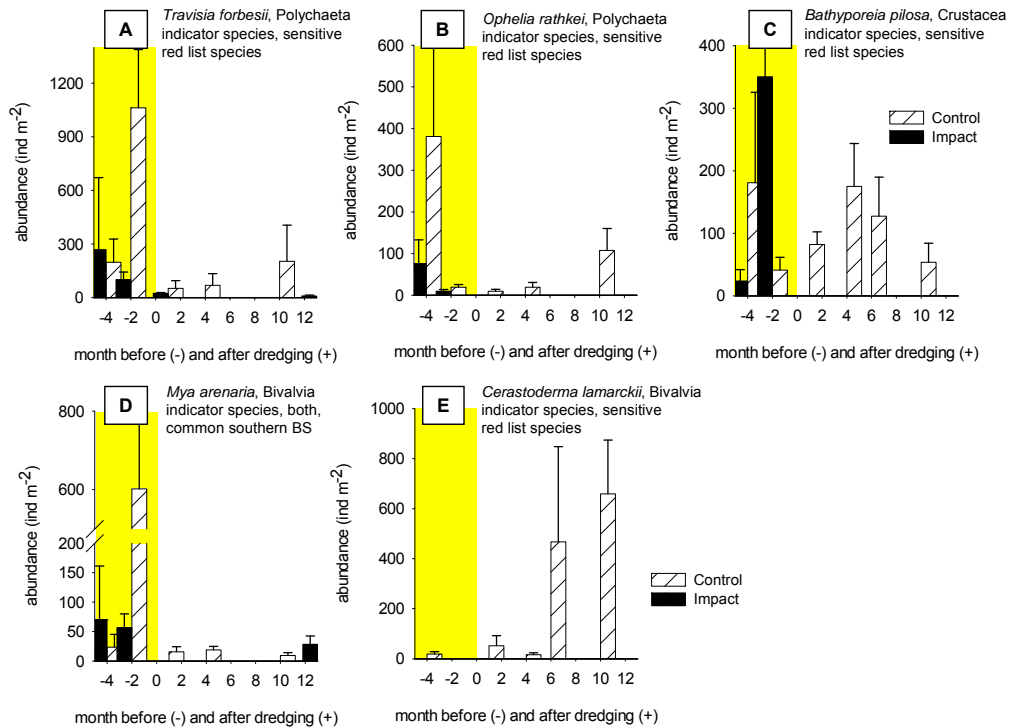 A
Travisia forbesii, Polychaeta
indicator species, sensitive
red list species
abundance (ind m-2)
1200
900
600
300
0
-4 -2 0 2 4 6 8 10 12
month before (-) and after dredging (+)
B
Ophelia rathkei, Polychaeta
indicator species, sensitive
red list species
abundance (ind m-2)
600
500
400
300
200
100
0
-4 -2 0 2 4 6 8 10 12
month before (-) and after dredging (+)
C
Bathyporeia pilosa, Crustacea
indicator species, sensitive
red list species
abundance (ind m-2)
400
300
200
100
0
Control
Impact
-4 -2 0 2 4 6 8 10 12
month before (-) and after dredging (+)
D
Mya arenaria, Bivalvia
indicator species, both,
common southern BS
abundance (ind m-2)
800
600
200
150
100
50
0
-4 -2 0 2 4 6 8 10 12
month before (-) and after dredging (+)
E
Cerastoderma lamarckii, Bivalvia
indicator species, sensitive
red list species
abundance (ind m-2)
1000
800
600
400
200
0
Control
Impact
-4 -2 0 2 4 6 8 10 12
month before (-) and after dredging (+)